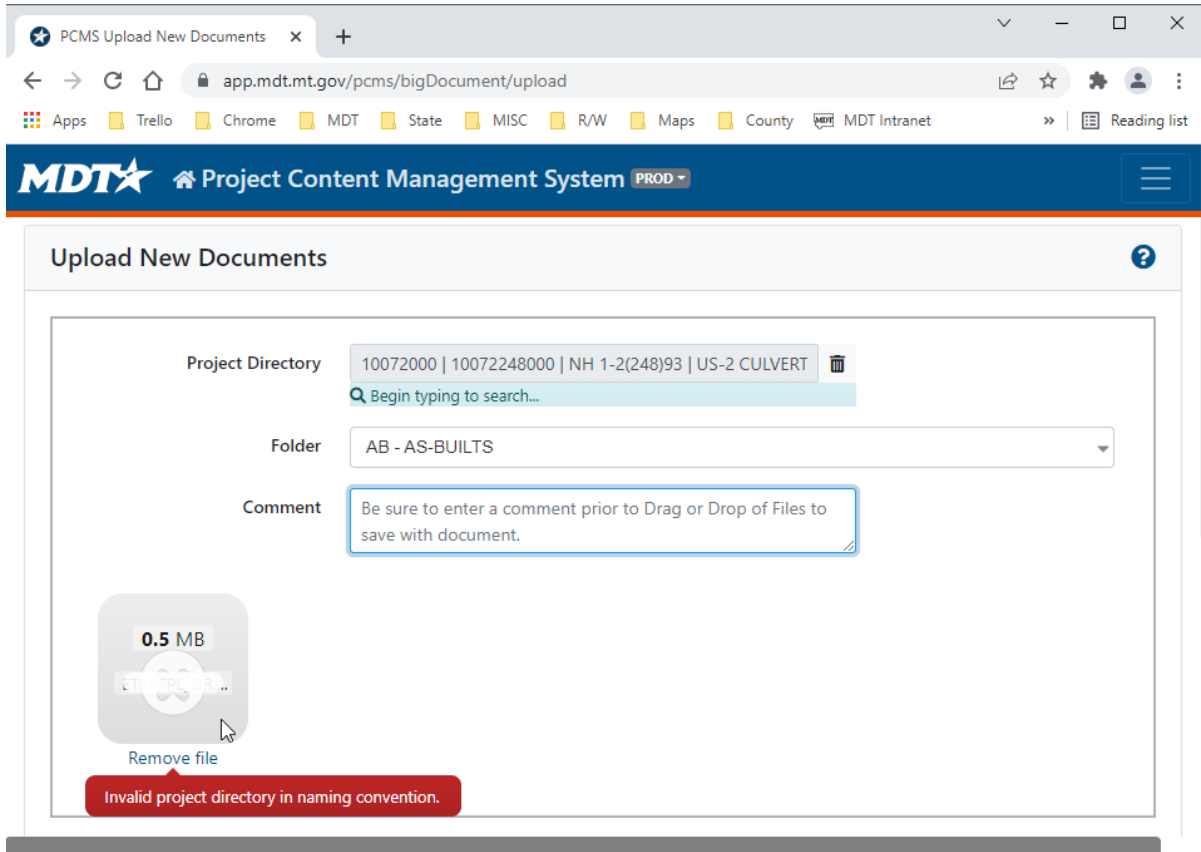 PCMS Upload New Documents
app.mdt.mt.gov/pcms/bigDocument/upload
Apps Trello Chrome MDT State MISC R/W Maps County MDT MDT Intranet » Reading list
MDT Project Content Management System PROD
Upload New Documents
Project Directory 10072000 | 10072248000 | NH 1-2(248)93 | US-2 CULVERT
Begin typing to search...
Folder AB - AS-BUILTS
Comment Be sure to enter a comment prior to Drag or Drop of Files to
save with document.
0.5 MB
Remove file
Invalid project directory in naming convention.